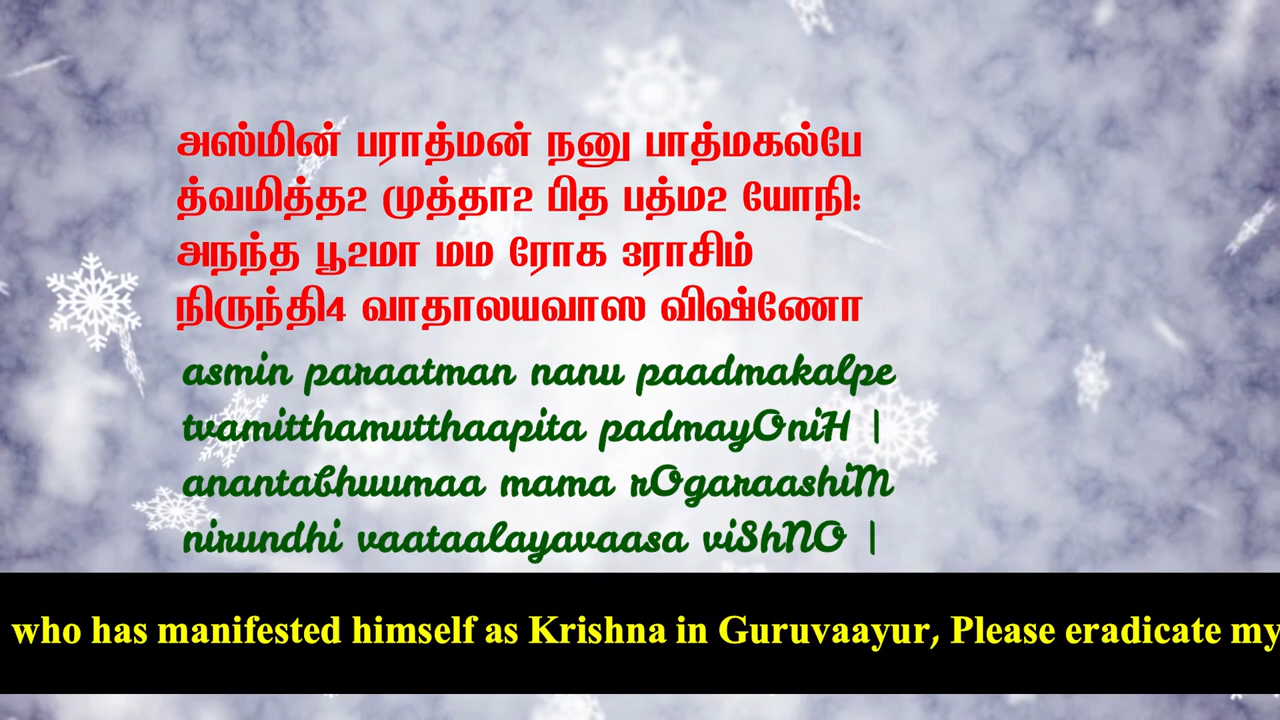 அஸ்மின் பராத்மன் நனு பாத்மகல்பே
த்வமித்த2 முத்தா2 பித பத்ம2 யோநி:
அநந்த பூ2மா மம ரோக 3ராசிம்
நிருந்தி4 வாதாலயவாஸ விஷ்ணோ
asmin paraatman nanu paadmakalpe
tvamitthamutthaapita padmayOniH |
anantabhuumaa mama rOgaraashiM
nirundhi vaataalayavaasa viShNO |
who has manifested himself as Krishna in Guruvaayur, Please eradicate my